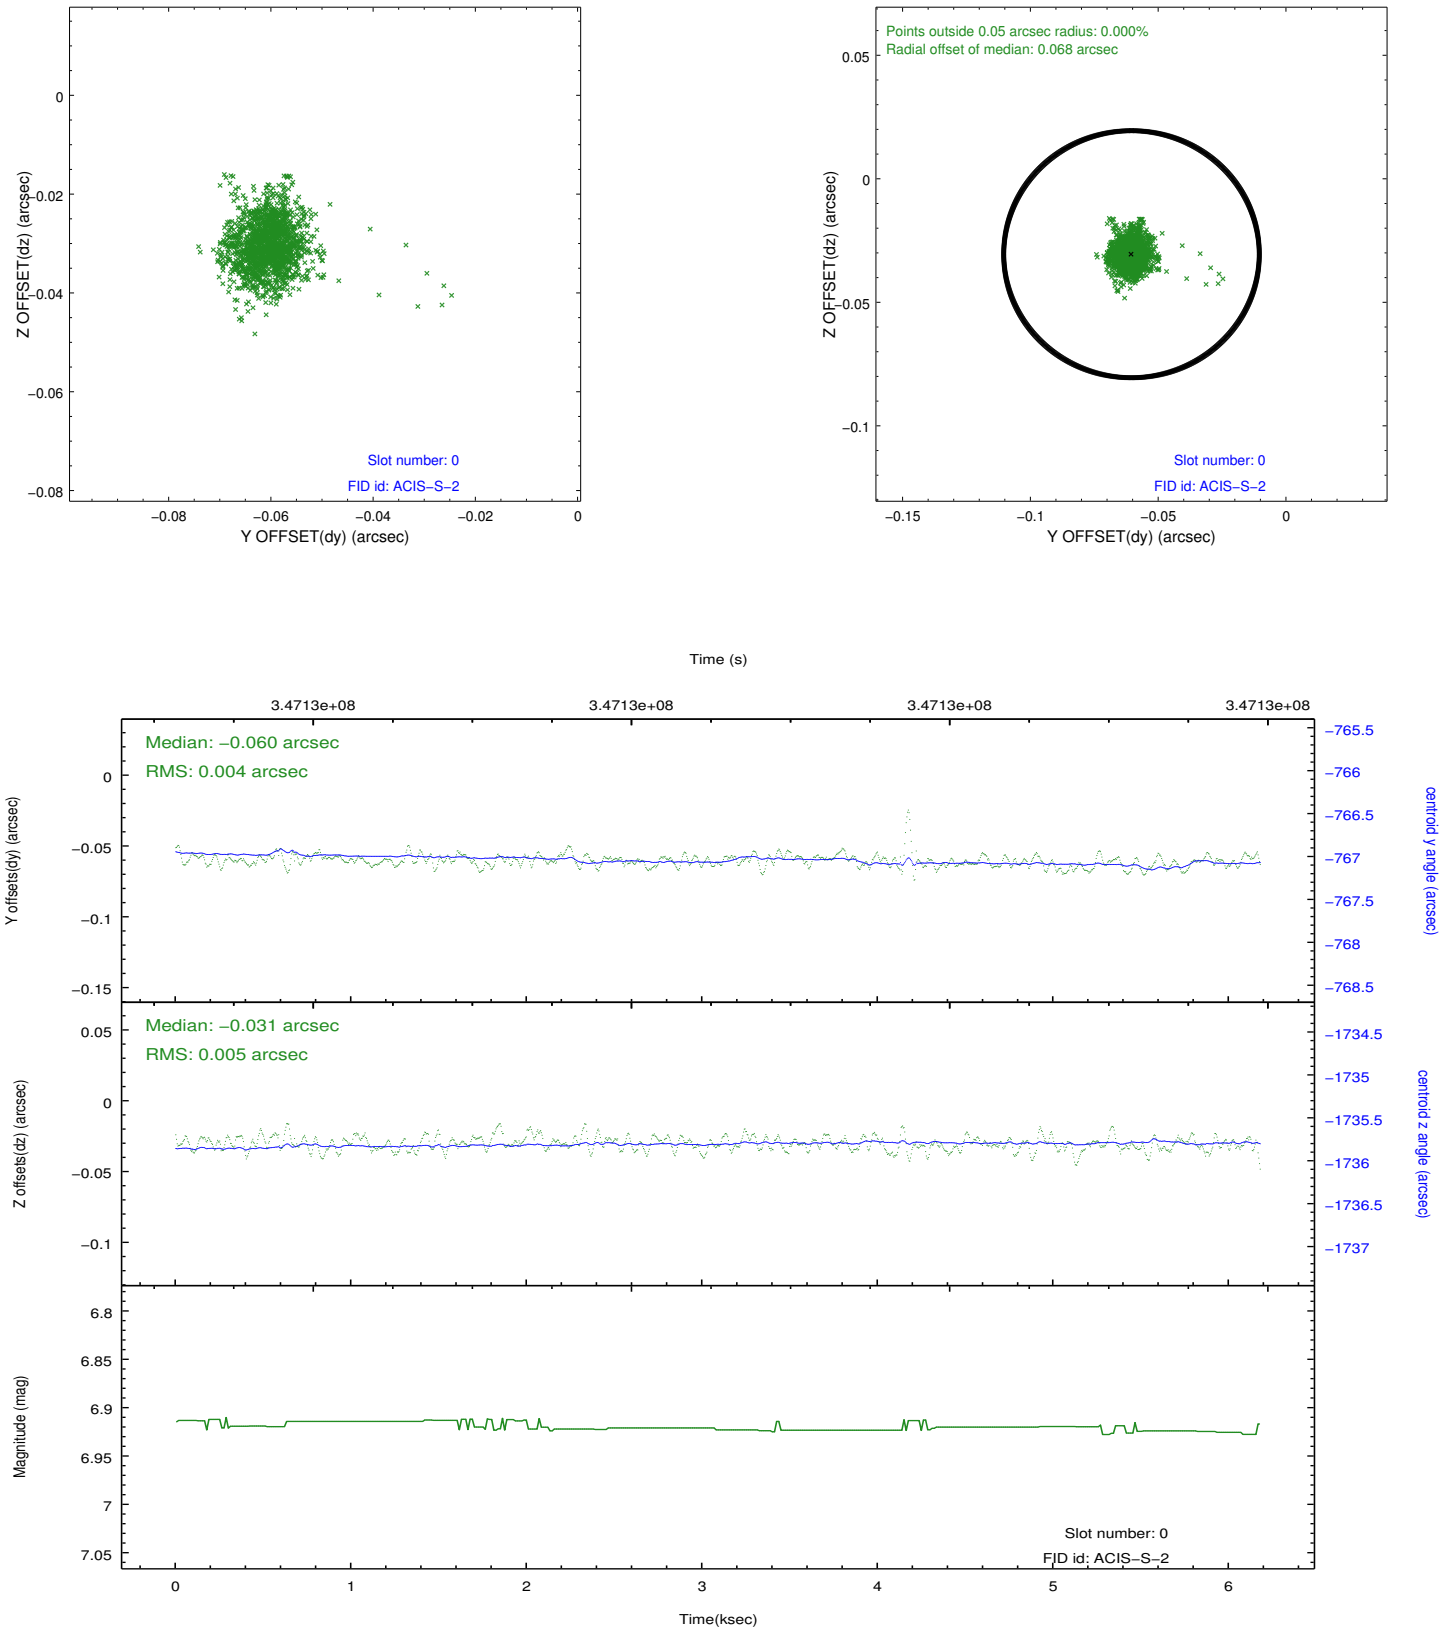 0
−0.02
−0.04
−0.06
−0.08
Z OFFSET(dz) (arcsec)
Slot number: 0
FID id: ACIS−S−2
−0.08
−0.06
−0.04
−0.02
0
Y OFFSET(dy) (arcsec)
Points outside 0.05 arcsec radius: 0.000%
Radial offset of median: 0.068 arcsec
0.05
0
−0.05
−0.1
Z OFFSET(dz) (arcsec)
Slot number: 0
FID id: ACIS−S−2
−0.15
−0.1
−0.05
0
Y OFFSET(dy) (arcsec)
Time (s)
3.4713e+08
3.4713e+08
3.4713e+08
3.4713e+08
Median: −0.060 arcsec
RMS: 0.004 arcsec
0
−0.05
−0.1
−0.15
Y offsets(dy) (arcsec)
−765.5
−766
−766.5
−767
−767.5
−768
−768.5
centroid y angle (arcsec)
Median: −0.031 arcsec
RMS: 0.005 arcsec
0.05
0
−0.05
−0.1
Z offsets(dz) (arcsec)
−1734.5
−1735
−1735.5
−1736
−1736.5
−1737
centroid z angle (arcsec)
6.8
6.85
6.9
6.95
7
7.05
Magnitude (mag)
Slot number: 0
FID id: ACIS−S−2
0
1
2
3
4
5
6
Time(ksec)